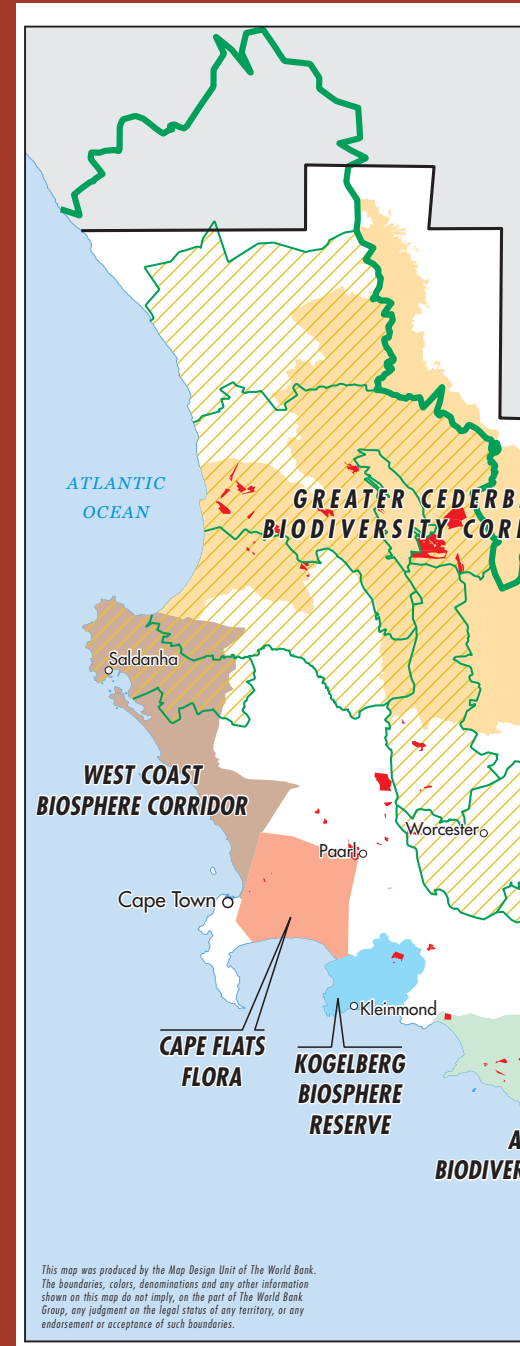 ATLANTIC
OCEAN
GREATER CEDERB
BIODIVERSITY COR
Saldanha
WEST COAST
BIOSPHERE CORRIDOR
Worcester
Paarl
Cape Town
Kleinmond
CAPE FLATS
FLORA
KOGELBERG
BIOSPHERE
RESERVE
A
BIODIVER
This map was produced by the Map Design Unit of The World Bank.
The boundaries, colors, denominations and any other information
shown on this map do not imply, on the part of The World Bank
Group, any judgment on the legal status of any territory, or any
endorsement or acceptance of such boundaries.